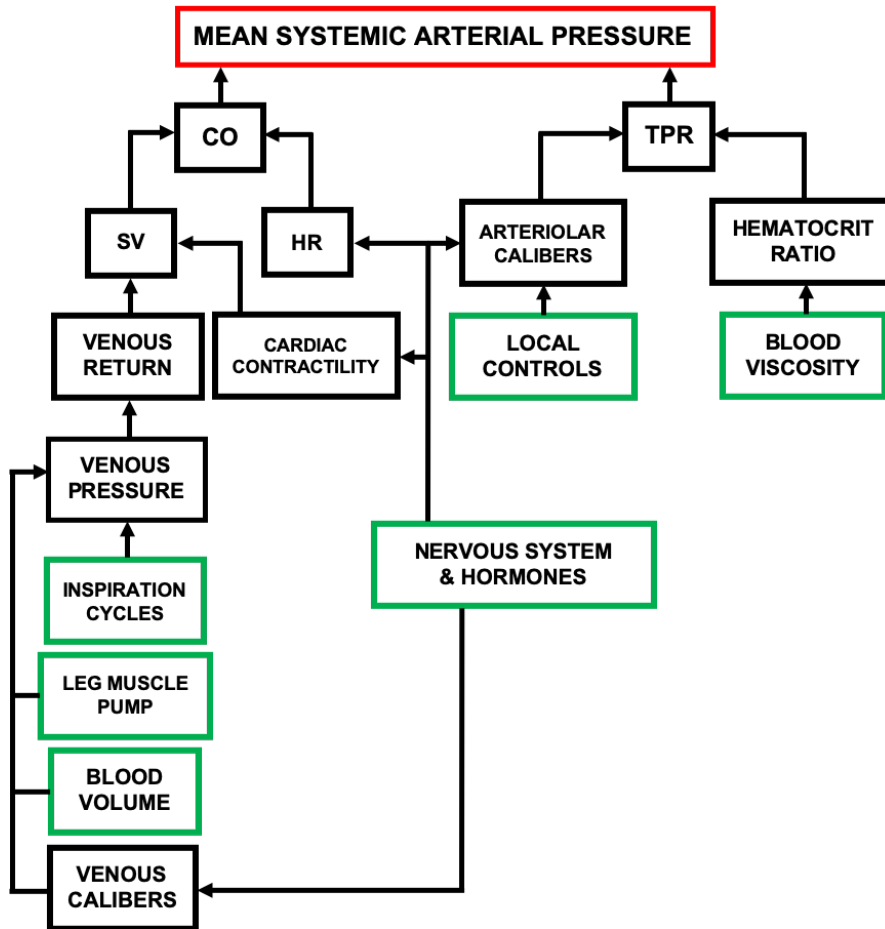 MEAN SYSTEMIC ARTERIAL PRESSURE
CO
TPR
SV
HR
ARTERIOLAR
CALIBERS
HEMATOCRIT
RATIO
VENOUS
RETURN
CARDIAC
CONTRACTILITY
LOCAL
CONTROLS
BLOOD
VISCOSITY
VENOUS
PRESSURE
NERVOUS SYSTEM
& HORMONES
INSPIRATION
CYCLES
LEG MUSCLE
PUMP
BLOOD
VOLUME
VENOUS
CALIBERS